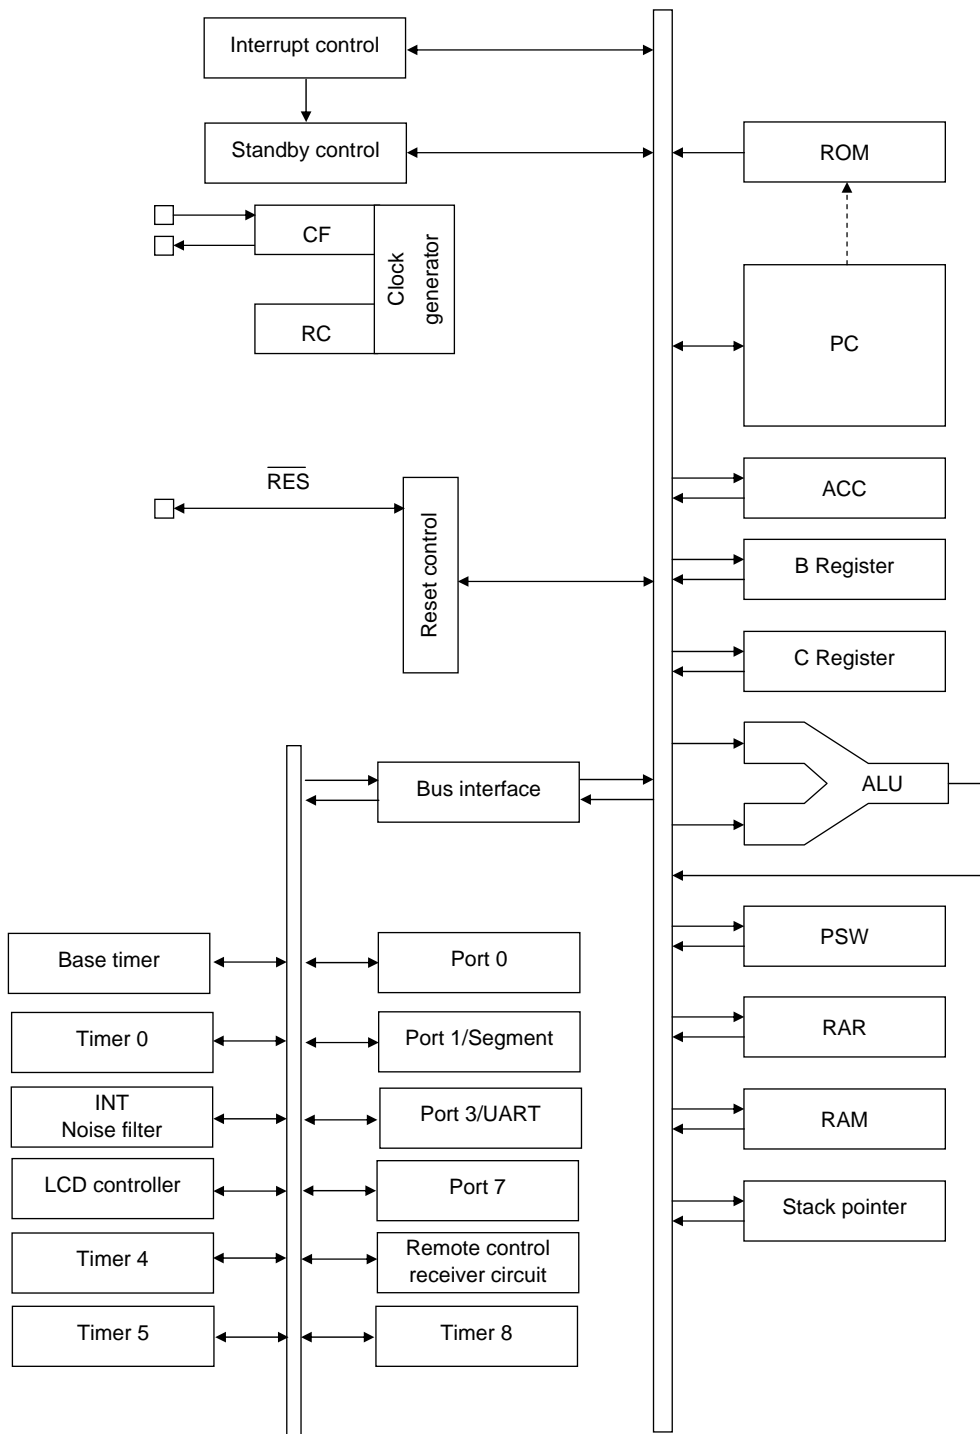 Interrupt control
Standby control
ROM
CF
Clock
generator
RC
PC
RES
Reset control
ACC
B Register
C Register
Bus interface
ALU
PSW
Base timer
Port 0
Timer 0
Port 1/Segment
RAR
INT
Noise filter
Port 3/UART
RAM
LCD controller
Port 7
Stack pointer
Timer 4
Remote control
receiver circuit
Timer 5
Timer 8